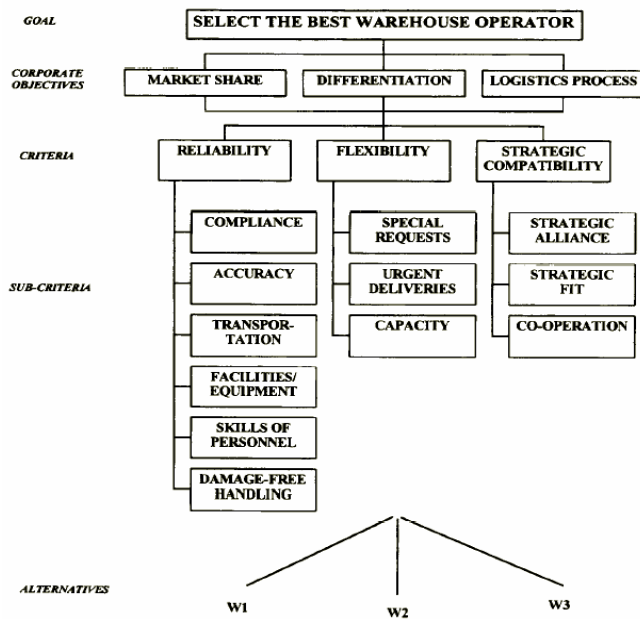 GOAL
SELECT THE BEST WAREHOUSE OPERATOR
CORPORATE
OBJECTIVES
MARKET SHARE
DIFFERENTIATION
LOGISTICS PROCESS
CRITERIA
RELIABILITY
FLEXIBILITY
STRATEGIC
COMPATIBILITY
SUB-CRITERIA
COMPLIANCE
ACCURACY
TRANSPOR-
TATION
FACILITIES/
EQUIPMENT
SKILLS OF
PERSONNEL
DAMAGE-FREE
HANDLING
SPECIAL
REQUESTS
URGENT
DELIVERIES
CAPACITY
STRATEGIC
ALLIANCE
STRATEGIC
FIT
CO-OPERATION
ALTERNATIVES
W1
W2
W3